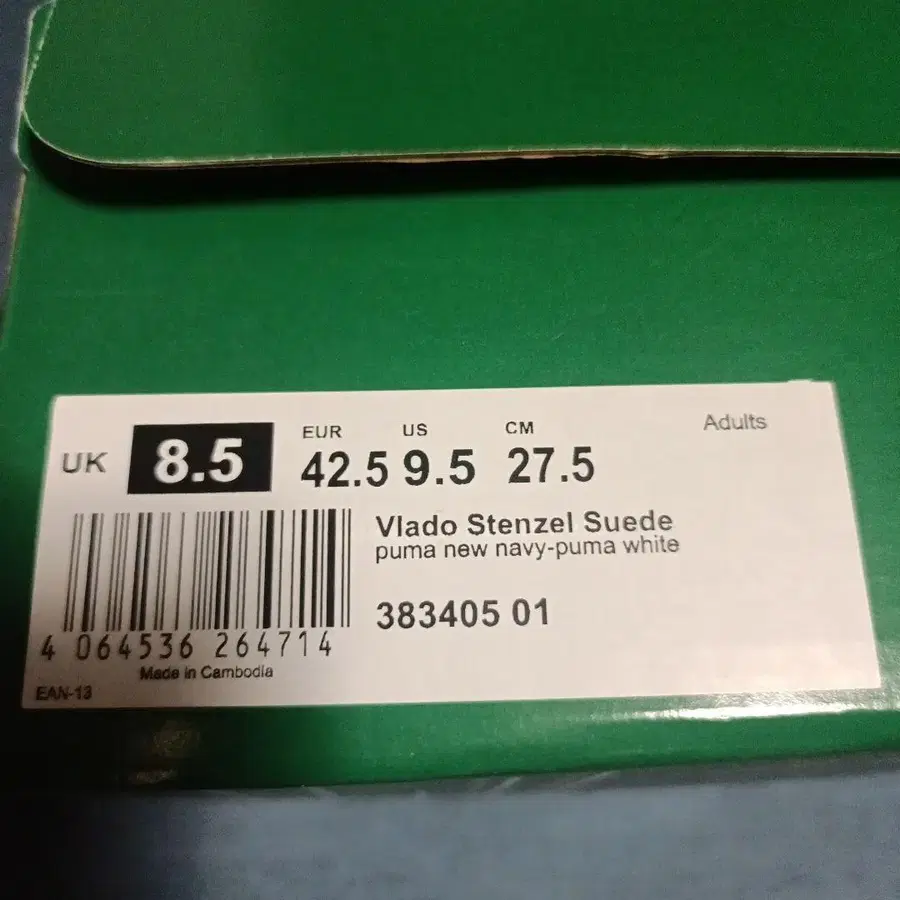 UK 8.5
EUR US CM
42.5 9.5 27.5
Adults
Vlado Stenzel Suede
puma new navy-puma white
383405 01
4 064536 264714
Made in Cambodia
EAN-13